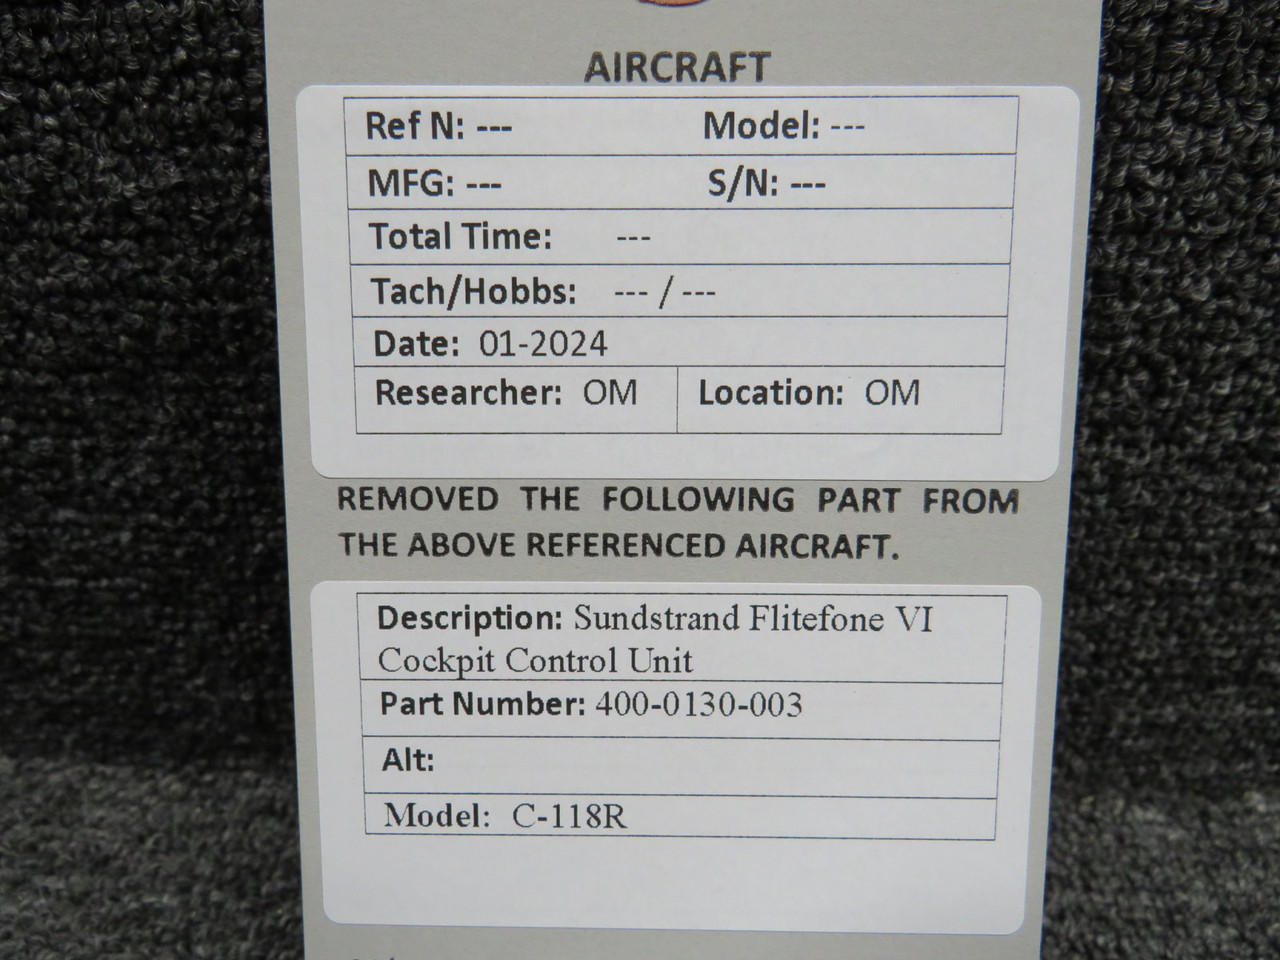 AIRCRAFT
Ref N: --- Model: ---
MFG: --- S/N: ---
Total Time: ---
Tach/Hobbs: --- / ---
Date: 01-2024
Researcher: OM Location: OM
REMOVED THE FOLLOWING PART FROM
THE ABOVE REFERENCED AIRCRAFT.
Description: Sundstrand Flitefone VI
Cockpit Control Unit
Part Number: 400-0130-003
Alt:
Model: C-118R